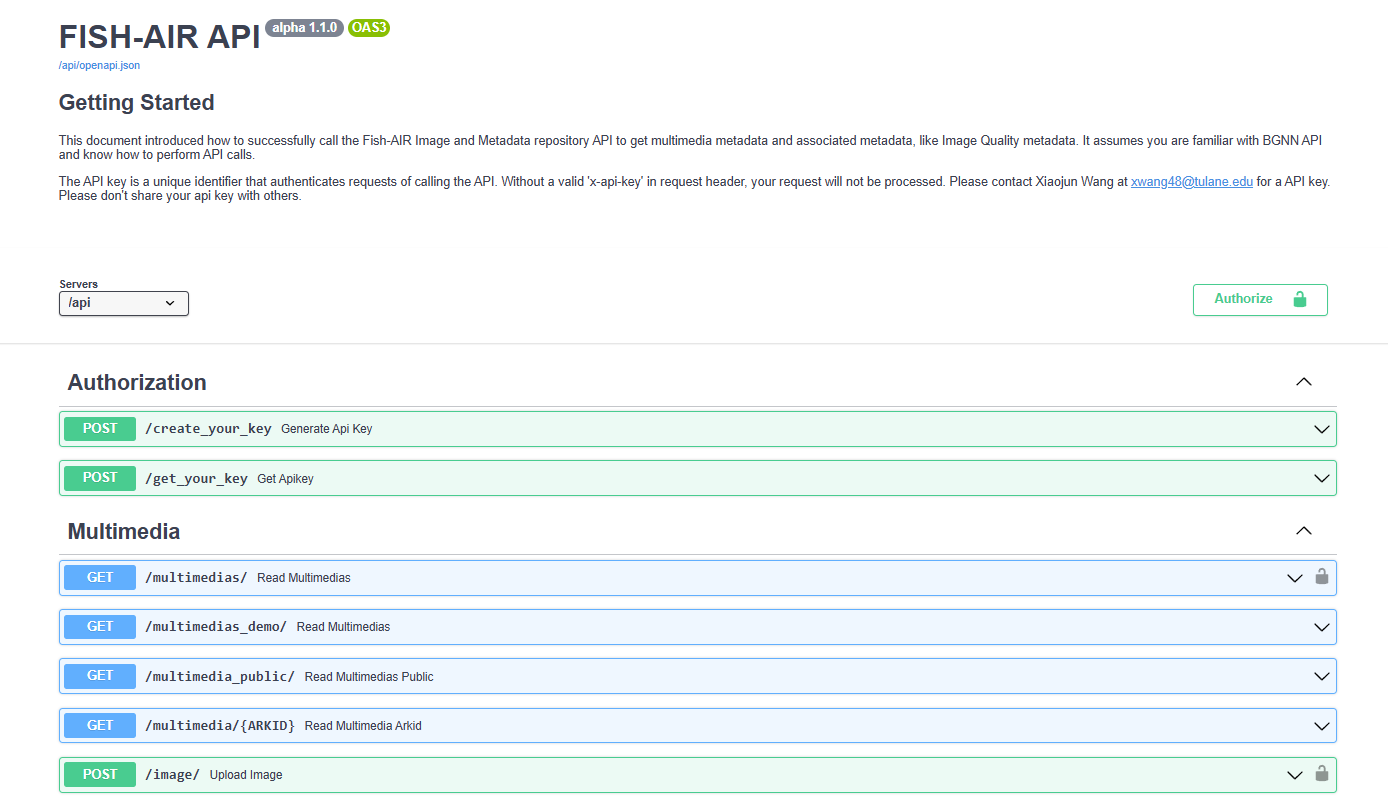 FISH-AIR API alpha 1.1.0 OAS3
/api/openapi.json
Getting Started
This document introduced how to successfully call the Fish-AIR Image and Metadata repository API to get multimedia metadata and associated metadata, like Image Quality metadata. It assumes you are familiar with BGNN API
and know how to perform API calls.
The API key is a unique identifier that authenticates requests of calling the API. Without a valid 'x-api-key' in request header, your request will not be processed. Please contact Xiaojun Wang at xwang48@tulane.edu for a API key.
Please don't share your api key with others.
Servers
/api
Authorize
Authorization
POST /create_your_key Generate Api Key
POST /get_your_key Get Apikey
Multimedia
GET /multimedias/ Read Multimedias
GET /multimedias_demo/ Read Multimedias
GET /multimedia_public/ Read Multimedias Public
GET /multimedia/{ARKID} Read Multimedia Arkid
POST /image/ Upload Image